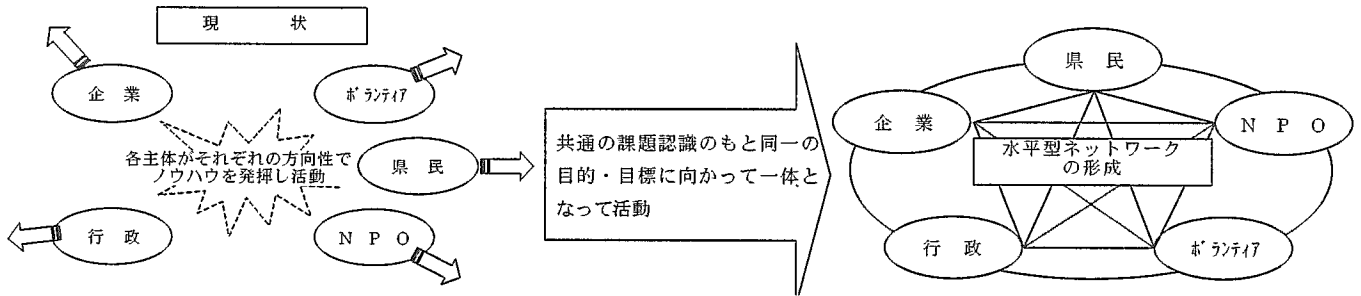 現 状
企 業
ﾎﾞﾗﾝﾃｨｱ
各主体がそれぞれの方向性で
ノウハウを発揮し活動
県 民
行 政
N P O
共通の課題認識のもと同一の
目的・目標に向かって一体と
なって活動
県 民
企 業
N P O
水平型ネットワーク
の形成
行 政
ﾎﾞﾗﾝﾃｨｱ